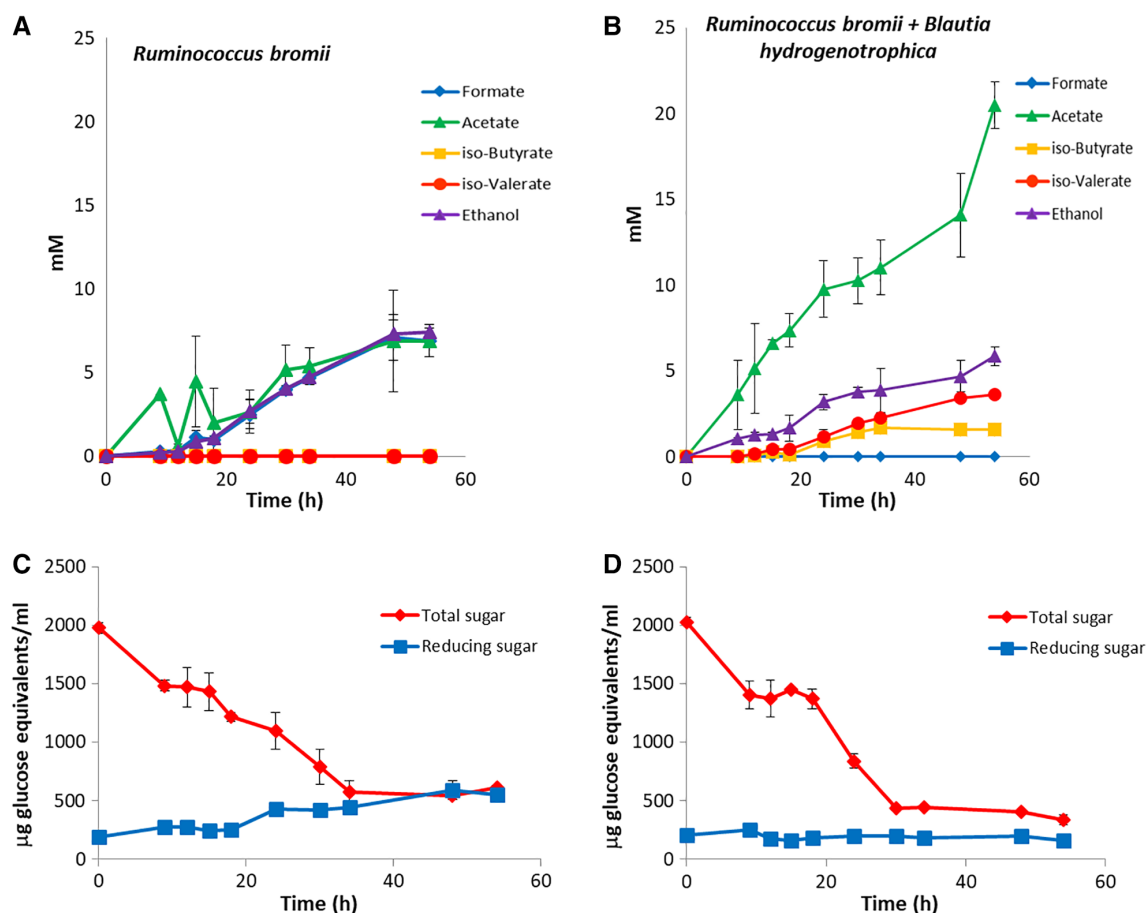 A
Ruminococcus bromii
mM
25
20
15
10
5
0
0
20
40
60
Time (h)
Formate
Acetate
iso-Butyrate
iso-Valerate
Ethanol
B
Ruminococcus bromii + Blautia
hydrogenotrophica
mM
25
20
15
10
5
0
0
20
40
60
Time (h)
Formate
Acetate
iso-Butyrate
iso-Valerate
Ethanol
C
µg glucose equivalents/ml
2500
2000
1500
1000
500
0
0
20
40
60
Time (h)
Total sugar
Reducing sugar
D
µg glucose equivalents/ml
2500
2000
1500
1000
500
0
0
20
40
60
Time (h)
Total sugar
Reducing sugar